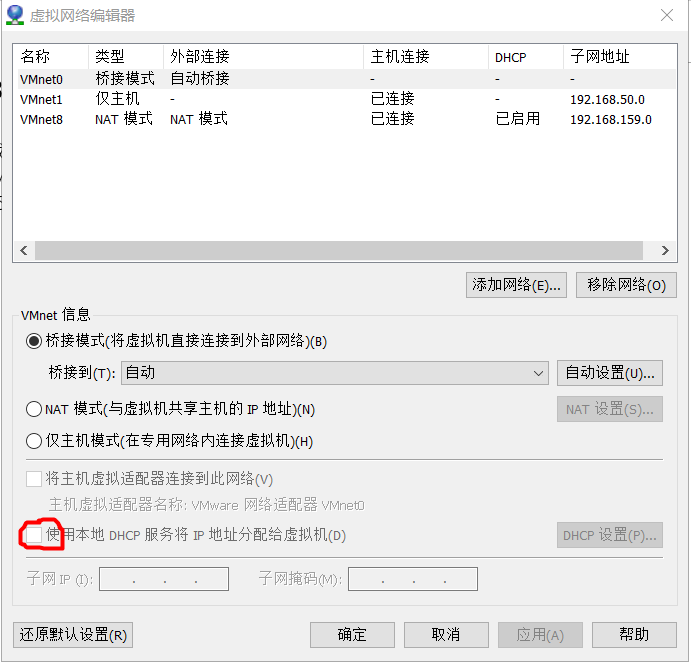 虚拟网络编辑器
名称 类型 外部连接 主机连接 DHCP 子网地址
VMnet0 桥接模式 自动桥接 - - -
VMnet1 仅主机 - 已连接 - 192.168.50.0
VMnet8 NAT 模式 NAT 模式 已连接 已启用 192.168.159.0
添加网络(E)... 移除网络(O)
VMnet 信息
桥接模式(将虚拟机直接连接到外部网络)(B)
桥接到(T): 自动 自动设置(U)...
NAT 模式(与虚拟机共享主机的 IP 地址)(N) NAT 设置(S)...
仅主机模式(在专用网络内连接虚拟机)(H)
将主机虚拟适配器连接到此网络(V)
主机虚拟适配器名称: VMware 网络适配器 VMnet0
使用本地 DHCP 服务将 IP 地址分配给虚拟机(D) DHCP 设置(P)...
子网 IP (I): . . . 子网掩码(M): . . .
还原默认设置(R) 确定 取消 应用(A) 帮助